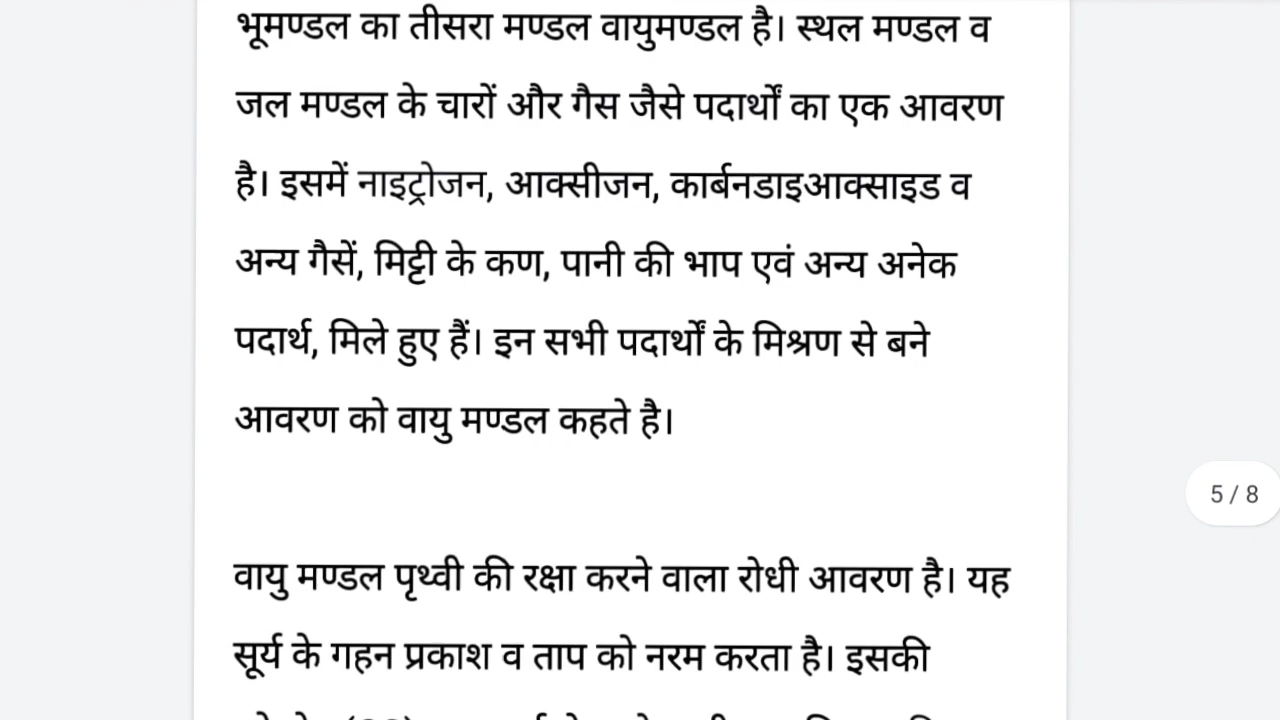 भूमण्डल का तीसरा मण्डल वायुमण्डल है। स्थल मण्डल व
जल मण्डल के चारों और गैस जैसे पदार्थों का एक आवरण
है। इसमें नाइट्रोजन, आक्सीजन, कार्बनडाइआक्साइड व
अन्य गैसें, मिट्टी के कण, पानी की भाप एवं अन्य अनेक
पदार्थ, मिले हुए हैं। इन सभी पदार्थों के मिश्रण से बने
आवरण को वायु मण्डल कहते है।
5 / 8
वायु मण्डल पृथ्वी की रक्षा करने वाला रोधी आवरण है। यह
सूर्य के गहन प्रकाश व ताप को नरम करता है। इसकी